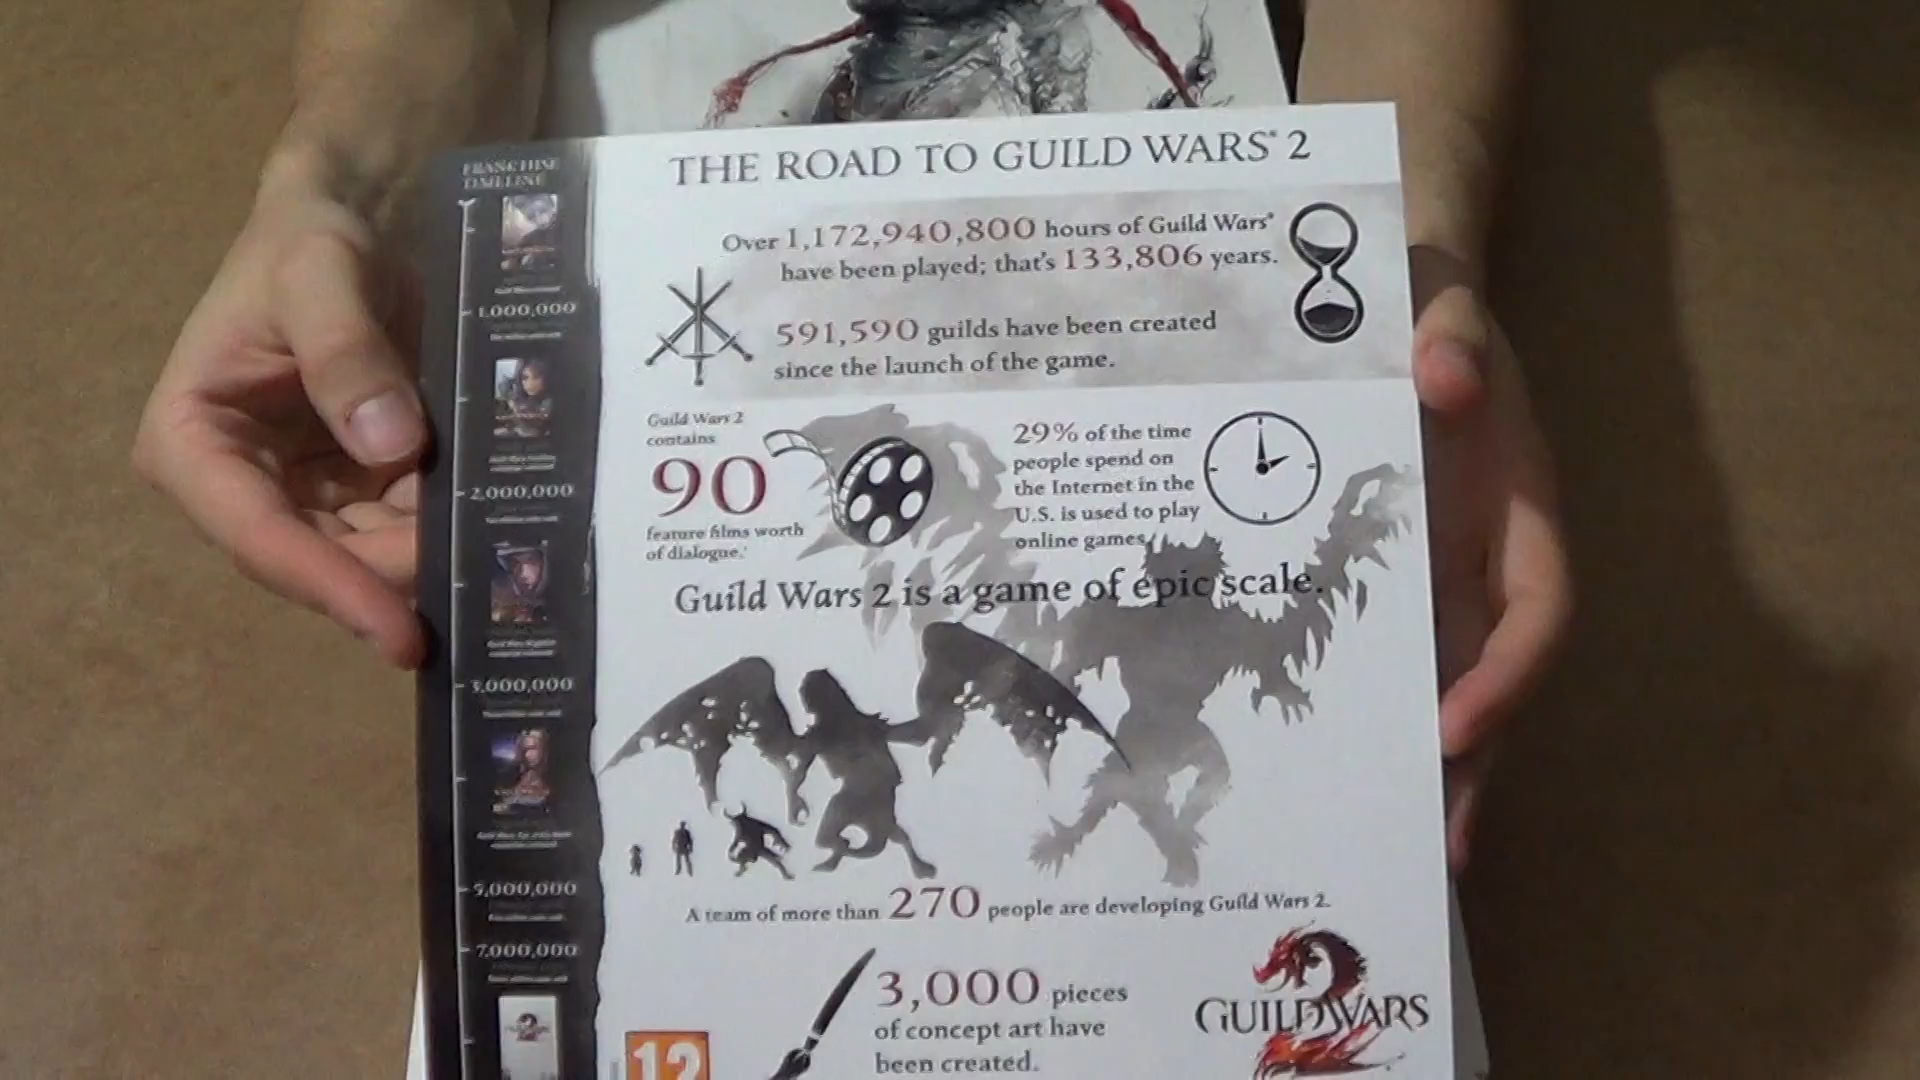 FRANCHISE
TIMELINE
1,000,000
2,000,000
3,000,000
5,000,000
7,000,000
THE ROAD TO GUILD WARS® 2
Over 1,172,940,800 hours of Guild Wars®
have been played; that's 133,806 years.
591,590 guilds have been created
since the launch of the game.
Guild Wars 2
contains
90
feature films worth
of dialogue.
29% of the time
people spend on
the Internet in the
U.S. is used to play
online games
Guild Wars 2 is a game of epic scale.
A team of more than 270 people are developing Guild Wars 2.
3,000 pieces
of concept art have
been created.
12
2
GUILD WARS
2